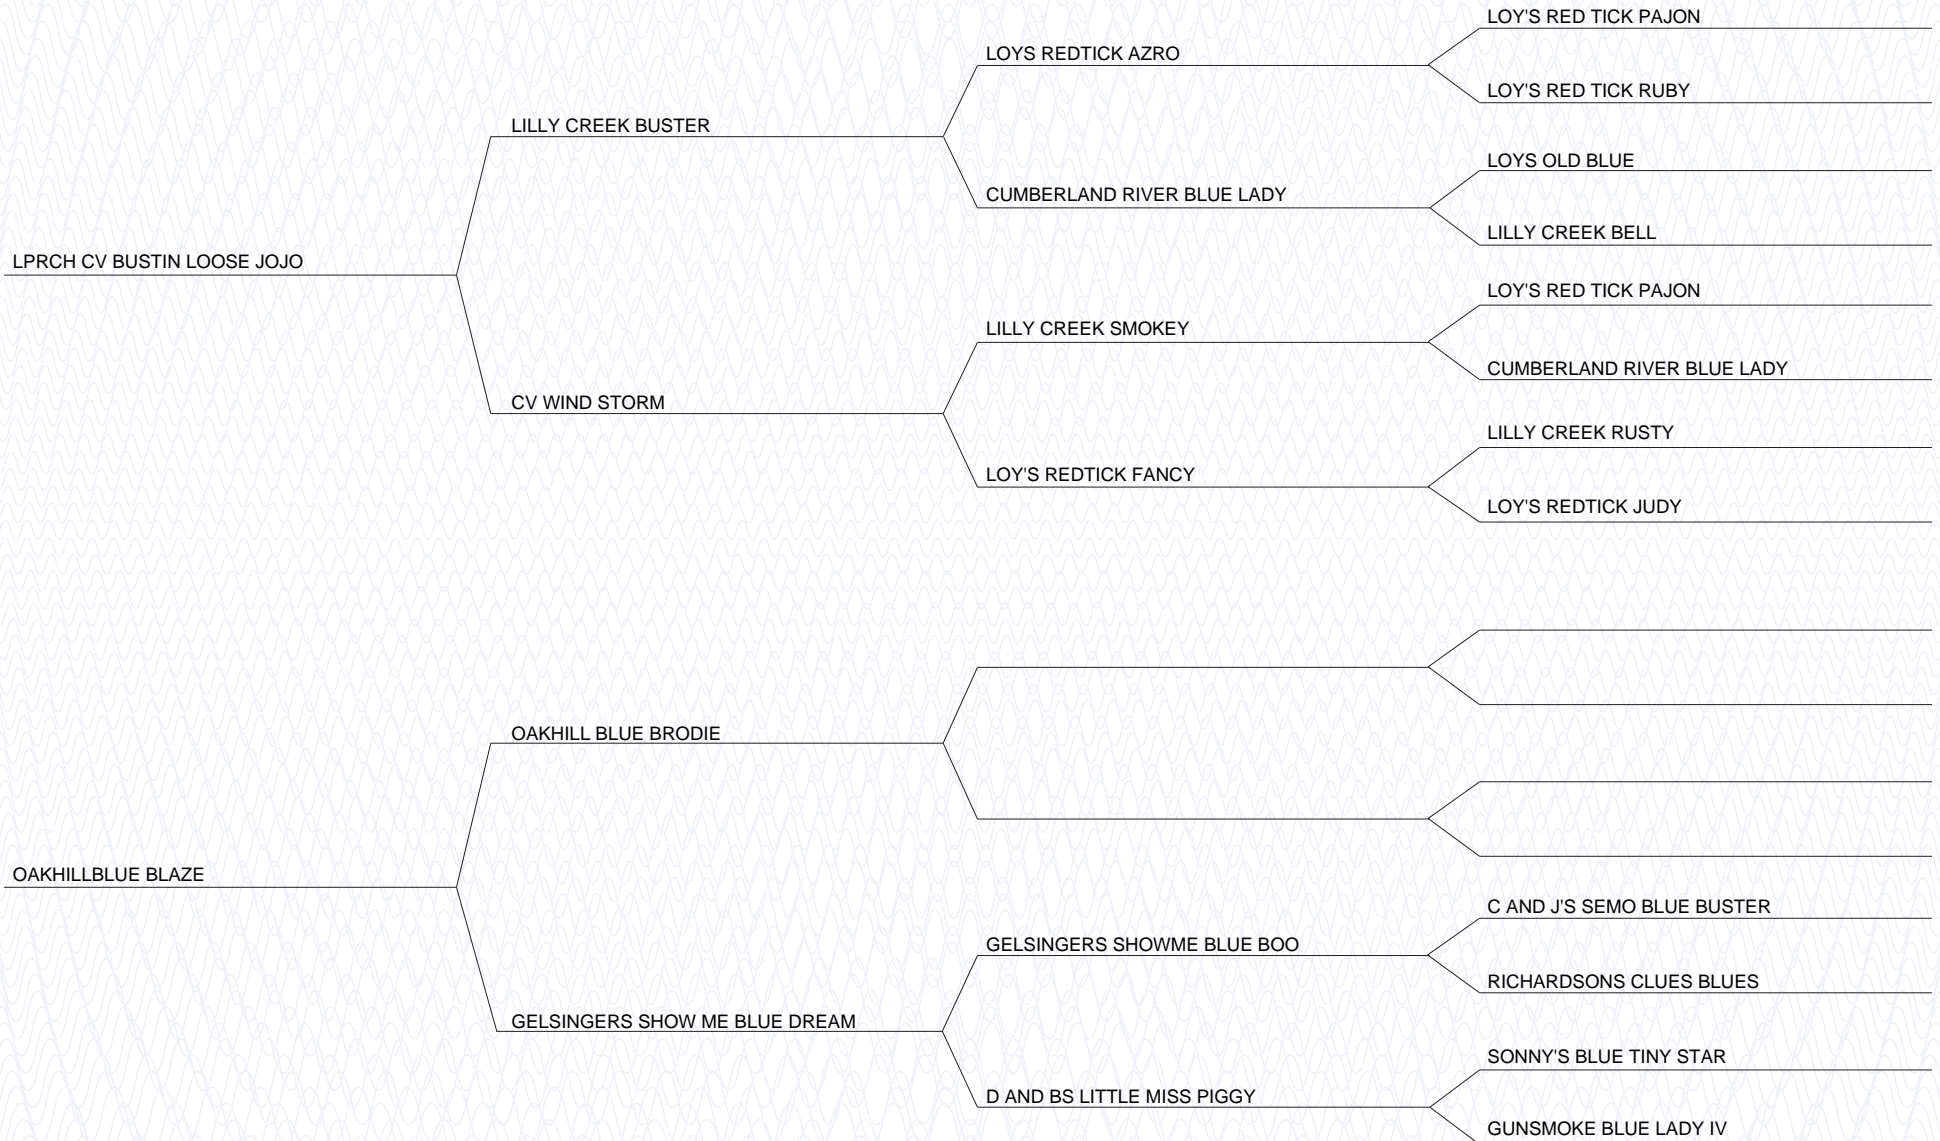 LOY'S RED TICK PAJON
LOYS REDTICK AZRO
LOY'S RED TICK RUBY
LILLY CREEK BUSTER
LOYS OLD BLUE
CUMBERLAND RIVER BLUE LADY
LILLY CREEK BELL
LPRCH CV BUSTIN LOOSE JOJO
LOY'S RED TICK PAJON
LILLY CREEK SMOKEY
CUMBERLAND RIVER BLUE LADY
CV WIND STORM
LILLY CREEK RUSTY
LOY'S REDTICK FANCY
LOY'S REDTICK JUDY
OAKHILL BLUE BRODIE
OAKHILLBLUE BLAZE
C AND J'S SEMO BLUE BUSTER
GELSINGERS SHOWME BLUE BOO
RICHARDSONS CLUES BLUES
GELSINGERS SHOW ME BLUE DREAM
SONNY'S BLUE TINY STAR
D AND BS LITTLE MISS PIGGY
GUNSMOKE BLUE LADY IV